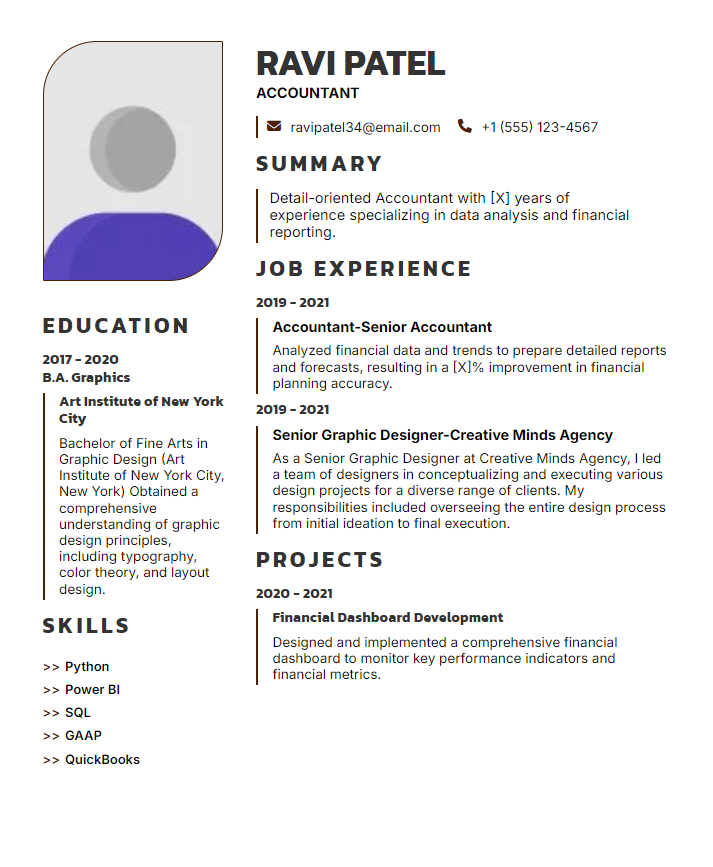 RAVI PATEL
ACCOUNTANT
ravipatel34@email.com +1 (555) 123-4567
SUMMARY
Detail-oriented Accountant with [X] years of
experience specializing in data analysis and financial
reporting.
JOB EXPERIENCE
2019 - 2021
Accountant-Senior Accountant
Analyzed financial data and trends to prepare detailed reports
and forecasts, resulting in a [X]% improvement in financial
planning accuracy.
2019 - 2021
Senior Graphic Designer-Creative Minds Agency
As a Senior Graphic Designer at Creative Minds Agency, I led
a team of designers in conceptualizing and executing various
design projects for a diverse range of clients. My
responsibilities included overseeing the entire design process
from initial ideation to final execution.
PROJECTS
2020 - 2021
Financial Dashboard Development
Designed and implemented a comprehensive financial
dashboard to monitor key performance indicators and
financial metrics.
EDUCATION
2017 - 2020
B.A. Graphics
Art Institute of New York
City
Bachelor of Fine Arts in
Graphic Design (Art
Institute of New York City,
New York) Obtained a
comprehensive
understanding of graphic
design principles,
including typography,
color theory, and layout
design.
SKILLS
>> Python
>> Power BI
>> SQL
>> GAAP
>> QuickBooks